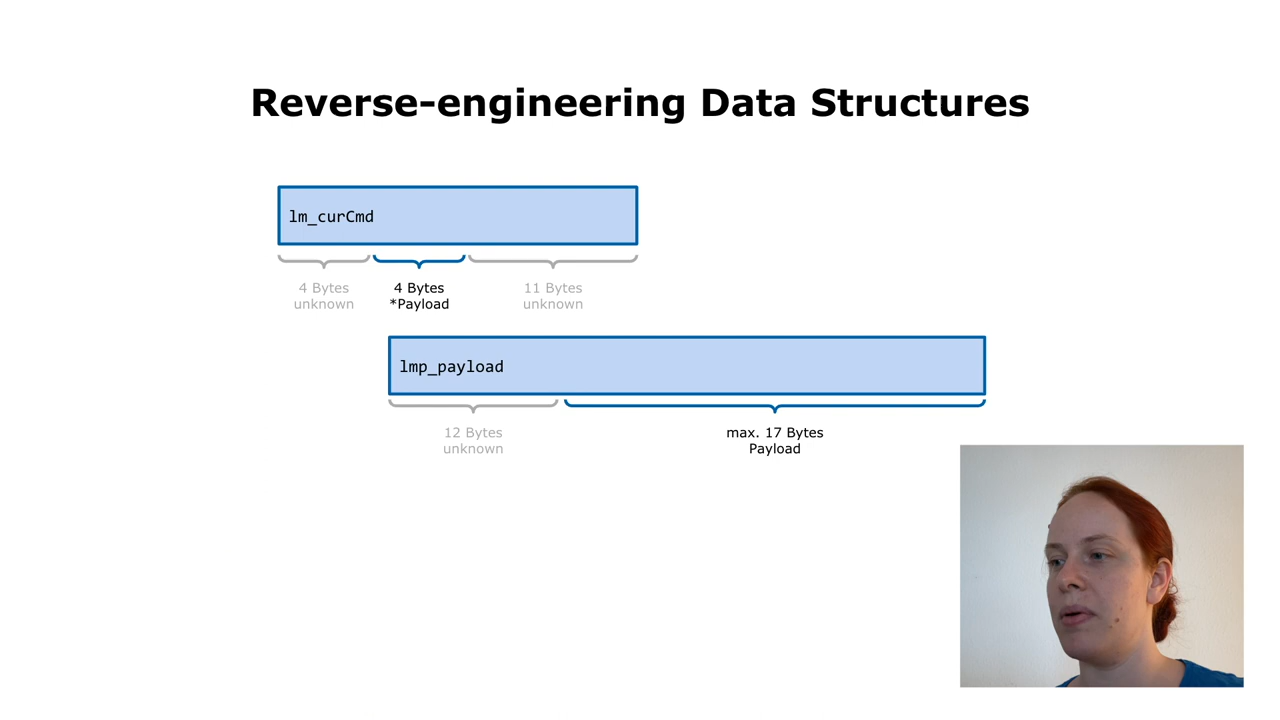 Reverse-engineering Data Structures
lm_curCmd
4 Bytes
unknown
4 Bytes
*Payload
11 Bytes
unknown
lmp_payload
12 Bytes
unknown
max. 17 Bytes
Payload